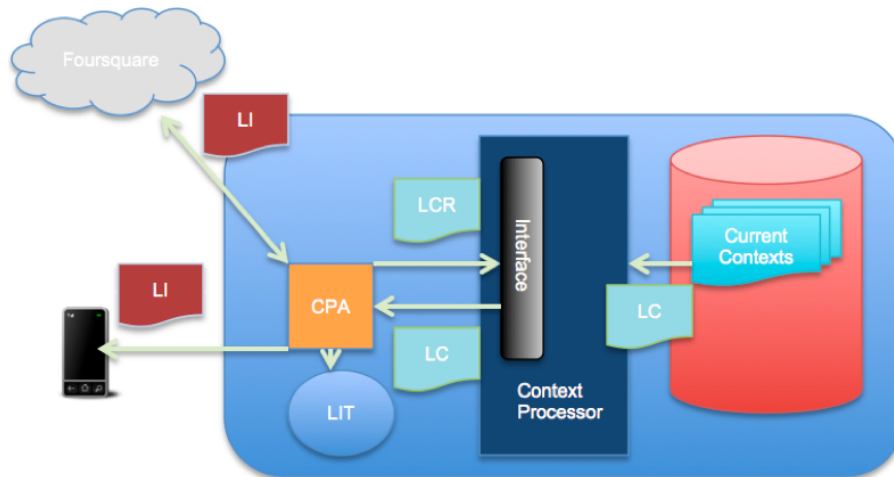 Foursquare
LI
LCR
Interface
Current
Contexts
LI
CPA
LC
LC
Context
Processor
LIT